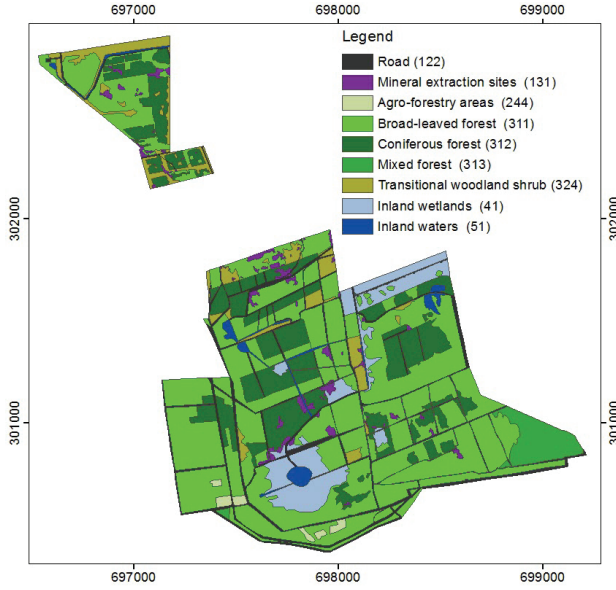 697000 698000 699000
Legend
Road (122)
Mineral extraction sites (131)
Agro-forestry areas (244)
Broad-leaved forest (311)
Coniferous forest (312)
Mixed forest (313)
Transitional woodland shrub (324)
Inland wetlands (41)
Inland waters (51)
302000 302000
301000 301000
697000 698000 699000